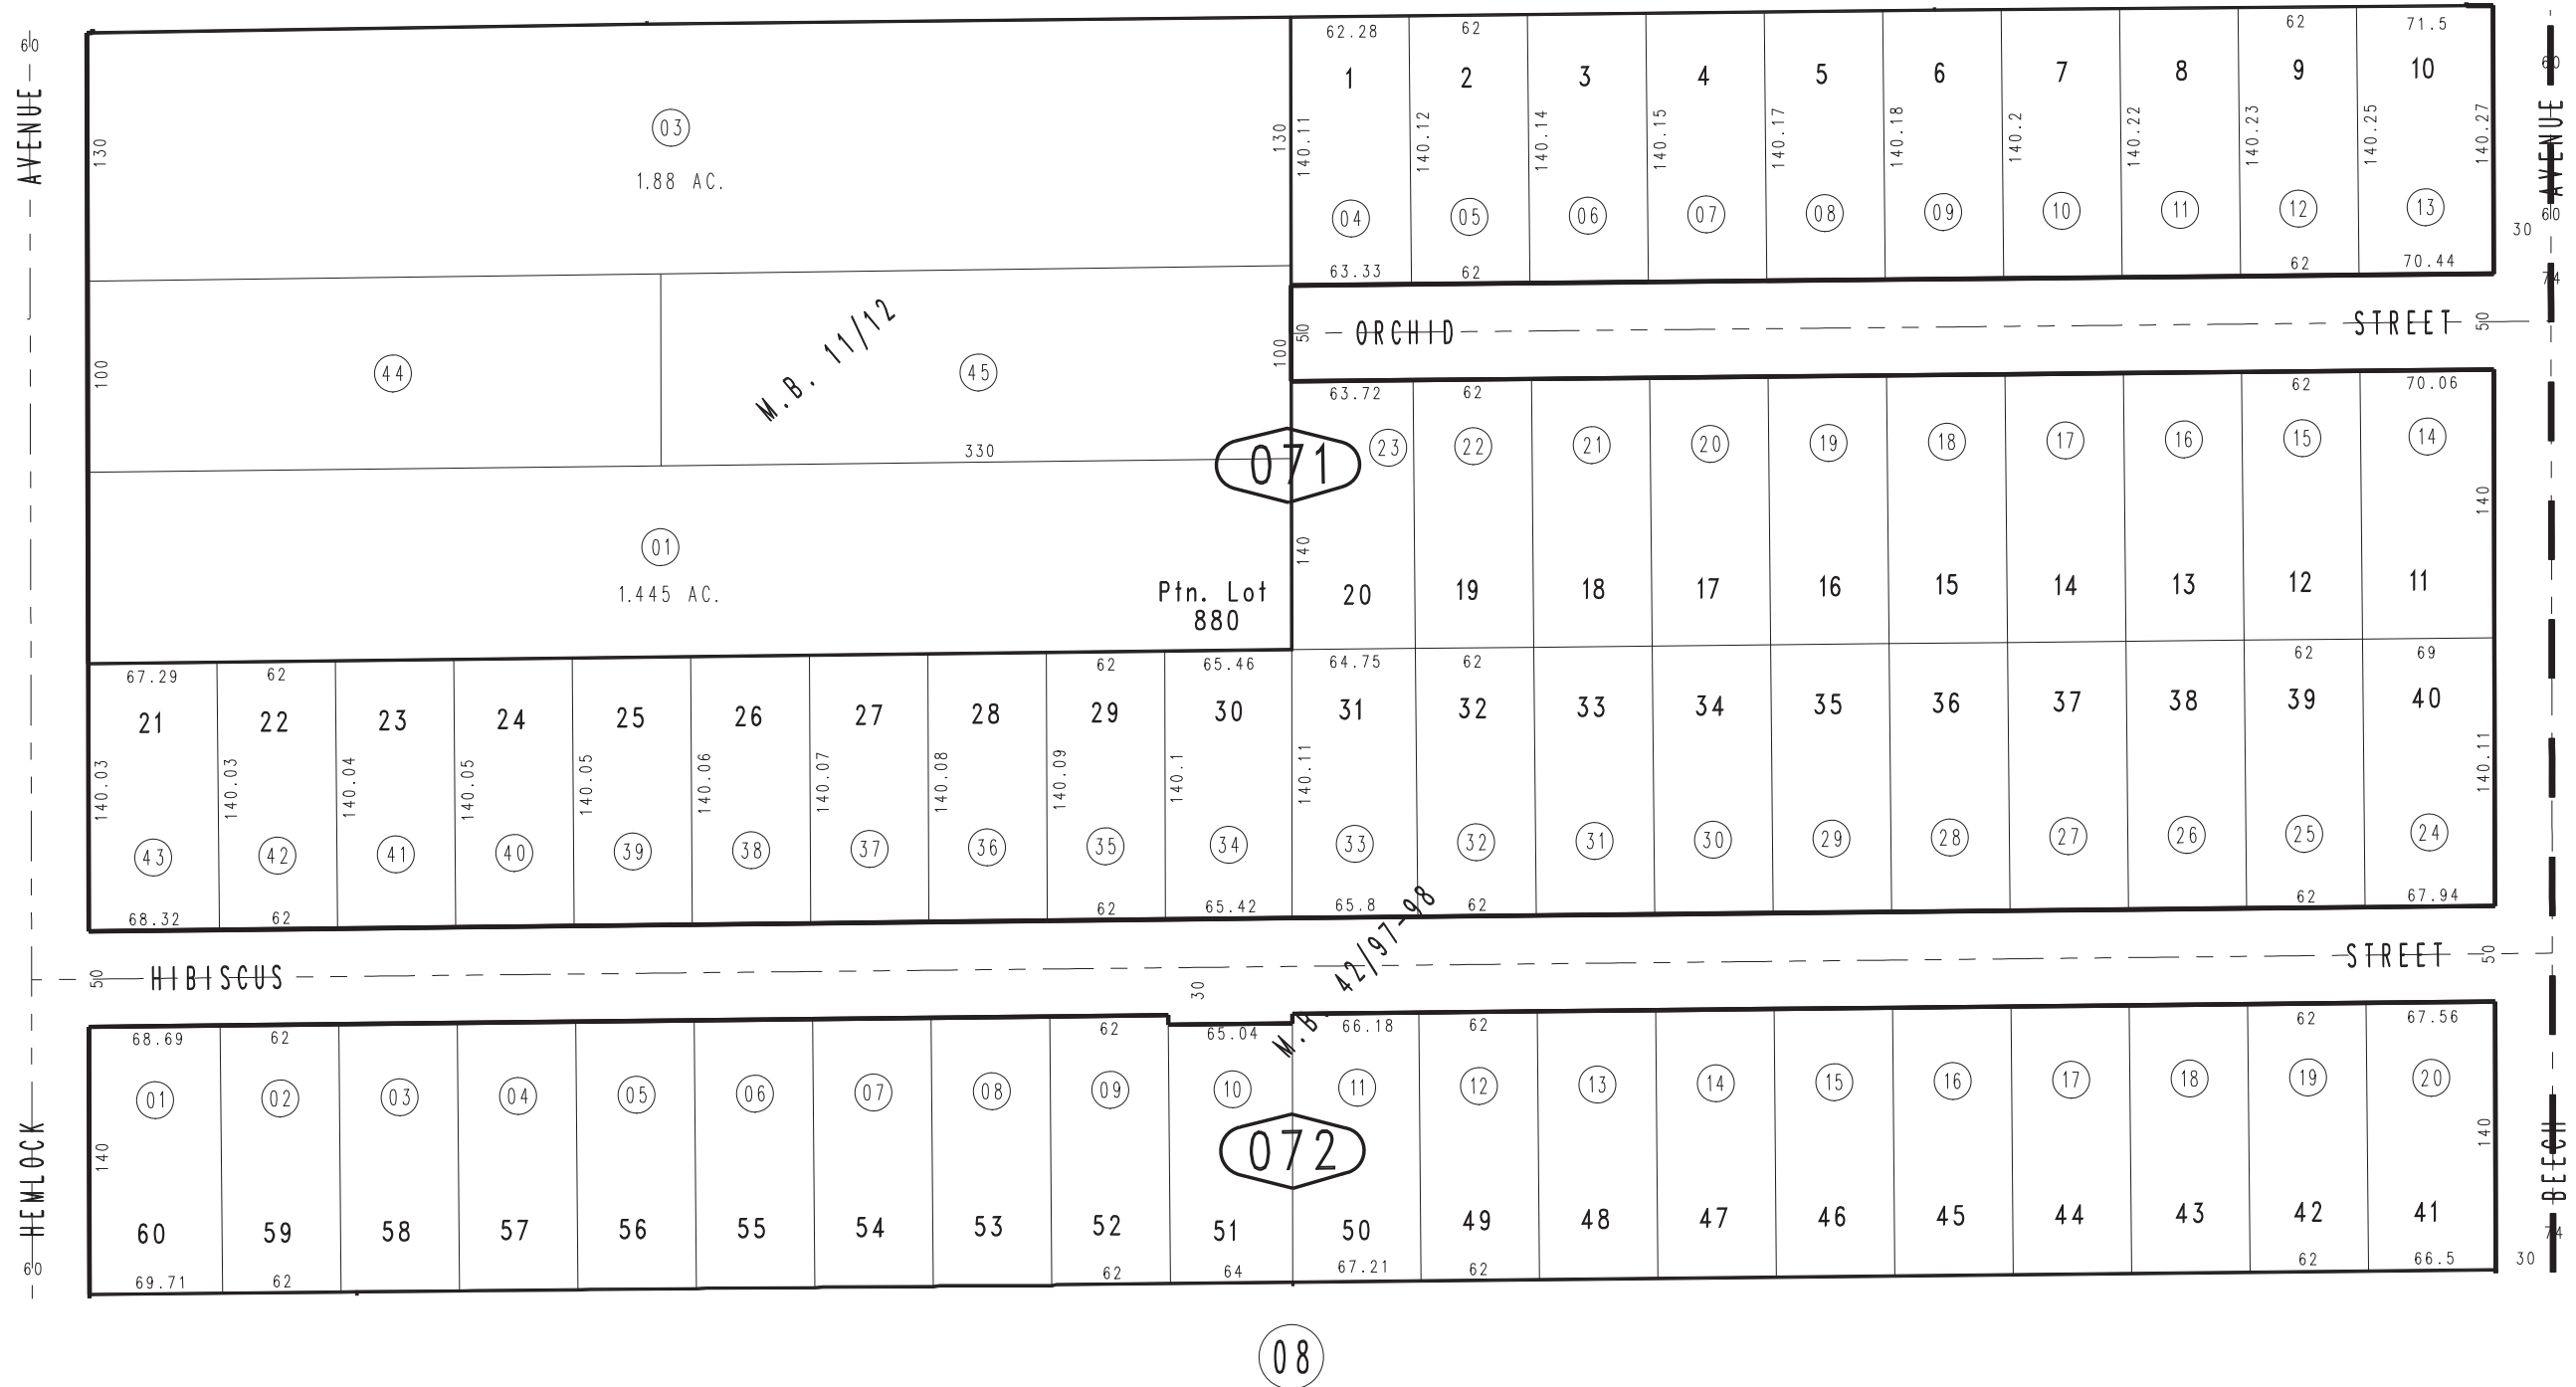 60
AVENUE
130
03
1.88 AC.
130
62.28 62 62 71.5
1 2 3 4 5 6 7 8 9 10
140.11 140.12 140.14 140.15 140.17 140.18 140.2 140.22 140.23 140.25 140.27
04 05 06 07 08 09 10 11 12 13
63.33 62 62 70.44
60
AVENUE
60
30
74
50 ORCHID STREET 50
100
44
M.B. 11/12
45
100
330
071
01
1.445 AC.
Ptn. Lot
880
63.72 62 62 70.06
23 22 21 20 19 18 17 16 15 14
140 140
20 19 18 17 16 15 14 13 12 11
67.29 62 62 65.46 64.75 62 62 69
21 22 23 24 25 26 27 28 29 30 31 32 33 34 35 36 37 38 39 40
140.03 140.03 140.04 140.05 140.05 140.06 140.07 140.08 140.09 140.1 140.11 140.11
43 42 41 40 39 38 37 36 35 34 33 32 31 30 29 28 27 26 25 24
68.32 62 62 65.42 65.8 62 62 67.94
50 HIBISCUS STREET 50
30
M.B. 42/97-98
68.69 62 62 65.04 66.18 62 62 67.56
01 02 03 04 05 06 07 08 09 10 11 12 13 14 15 16 17 18 19 20
140 140
072
60 59 58 57 56 55 54 53 52 51 50 49 48 47 46 45 44 43 42 41
69.71 62 62 64 67.21 62 62 66.5
HEMLOCK
60
BEECH
74
30
08